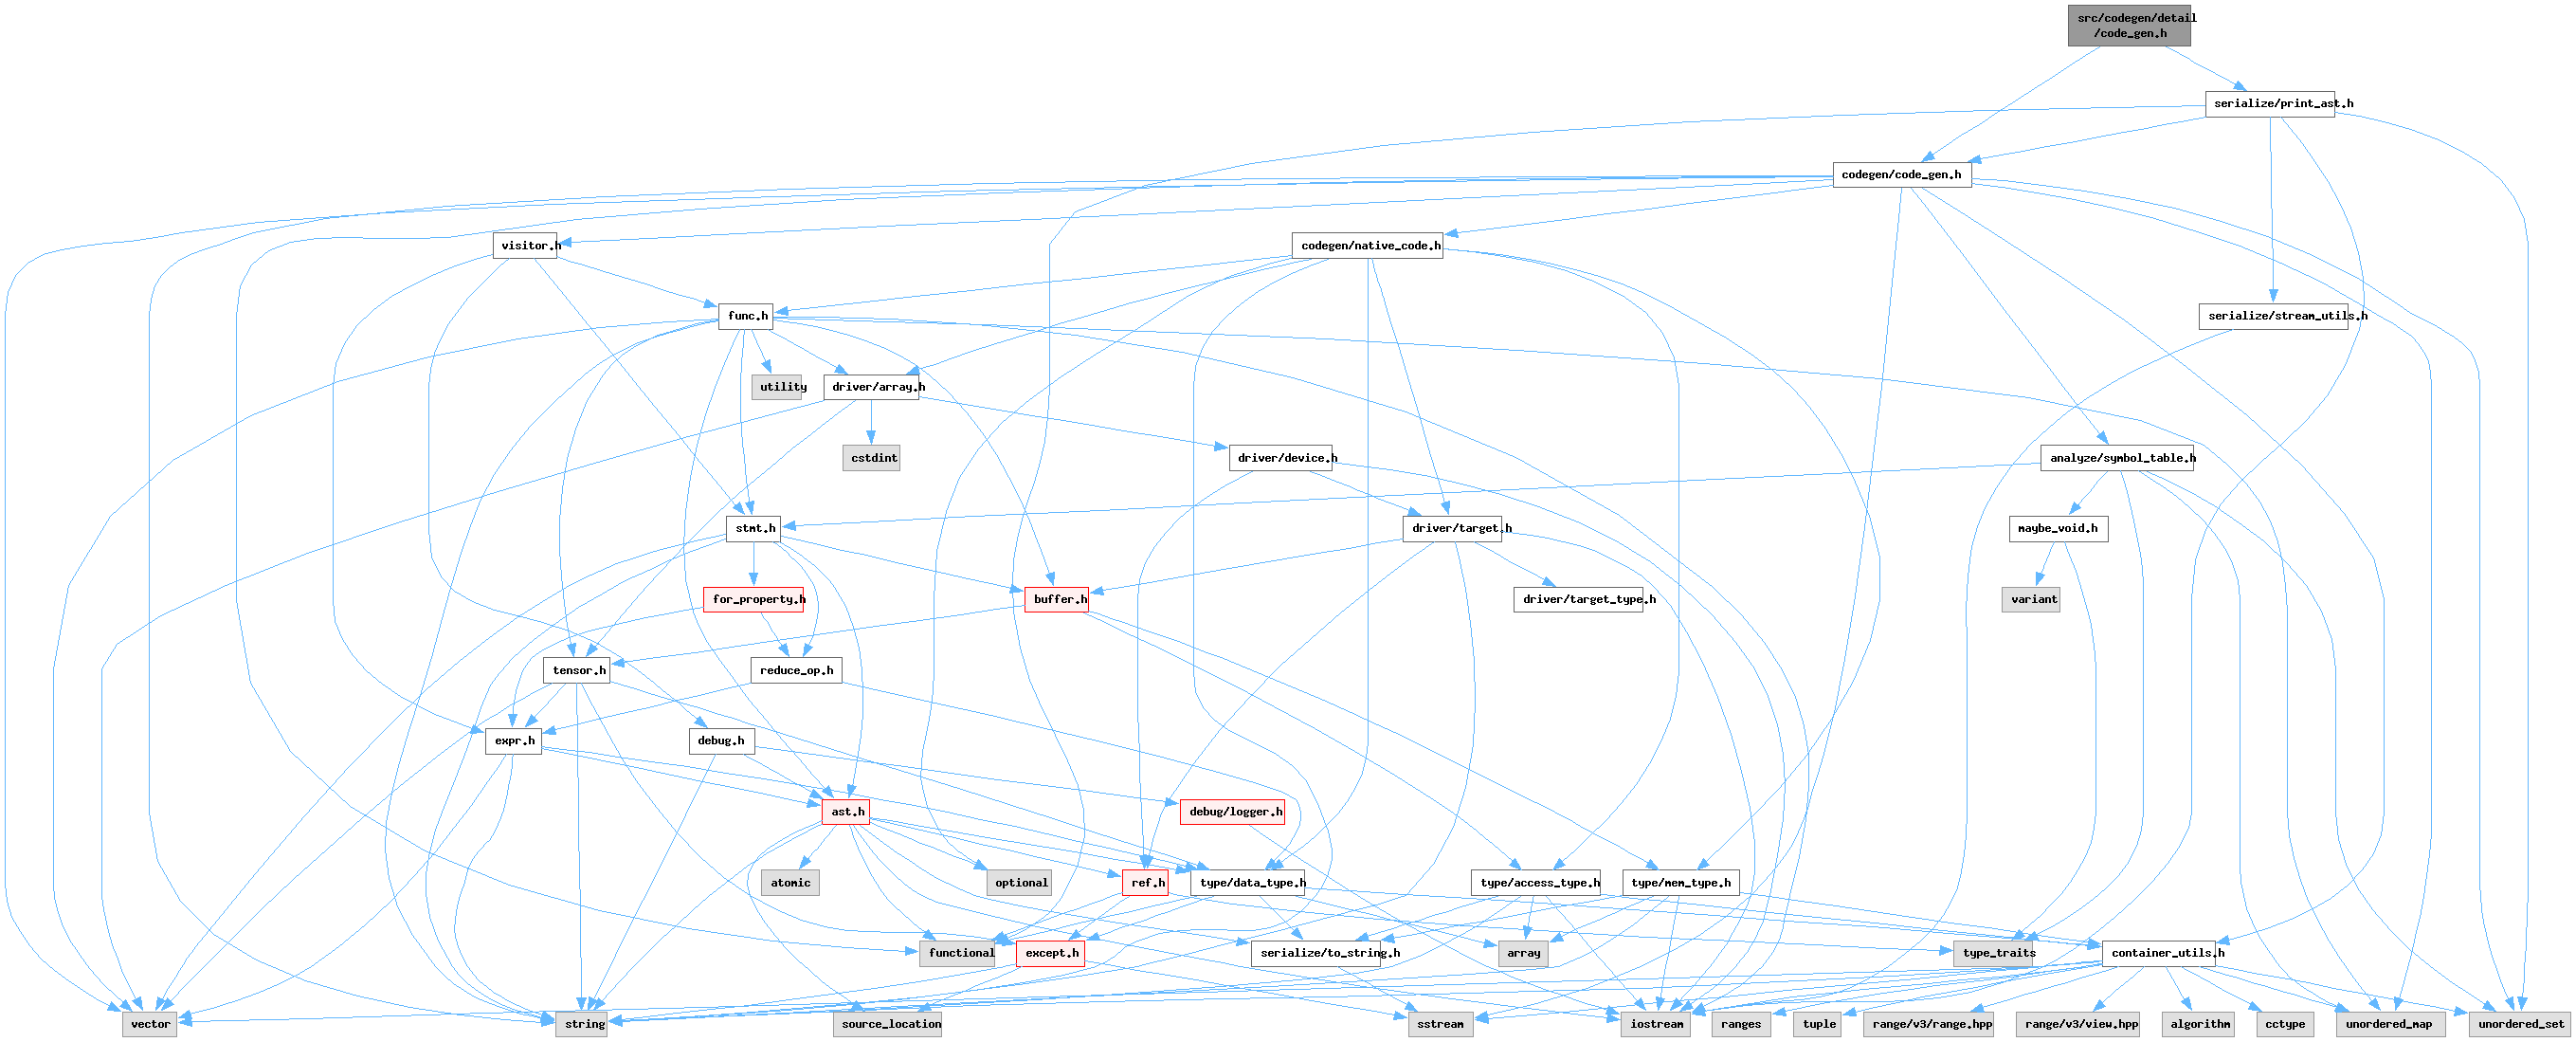 src/codegen/detail
/code_gen.h
serialize/print_ast.h
codegen/code_gen.h
visitor.h
codegen/native_code.h
func.h
serialize/stream_utils.h
utility
driver/array.h
cstdint
driver/device.h
analyze/symbol_table.h
stmt.h
driver/target.h
maybe_void.h
for_property.h
buffer.h
driver/target_type.h
variant
tensor.h
reduce_op.h
expr.h
debug.h
ast.h
debug/logger.h
atomic
optional
ref.h
type/data_type.h
type/access_type.h
type/mem_type.h
functional
except.h
serialize/to_string.h
array
type_traits
container_utils.h
vector
string
source_location
sstream
iostream
ranges
tuple
range/v3/range.hpp
range/v3/view.hpp
algorithm
cctype
unordered_map
unordered_set